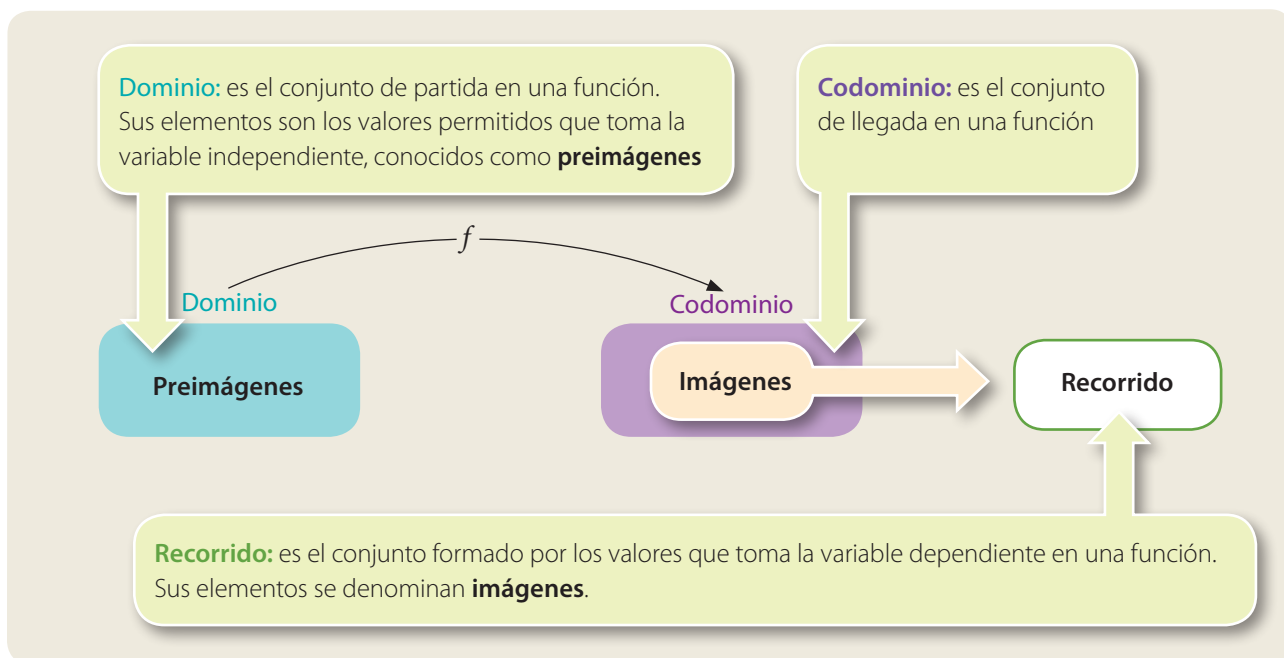 Dominio: es el conjunto de partida en una función.
Sus elementos son los valores permitidos que toma la
variable independiente, conocidos como preimágenes
Codominio: es el conjunto
de llegada en una función
f
Dominio
Codominio
Preimágenes
Imágenes
Recorrido
Recorrido: es el conjunto formado por los valores que toma la variable dependiente en una función.
Sus elementos se denominan imágenes.